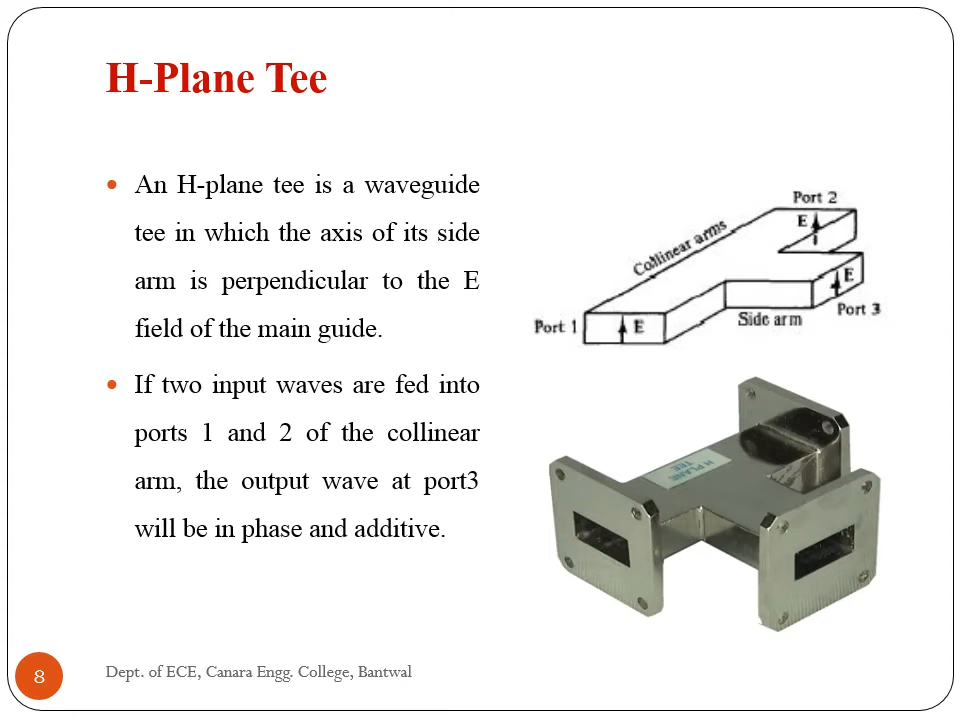 H-Plane Tee
An H-plane tee is a waveguide
tee in which the axis of its side
arm is perpendicular to the E
field of the main guide.
If two input waves are fed into
ports 1 and 2 of the collinear
arm, the output wave at port3
will be in phase and additive.
Port 2
E
Collinear arms
E
Port 3
Side arm
Port 1
E
H PLANE
TEE
8
Dept. of ECE, Canara Engg. College, Bantwal